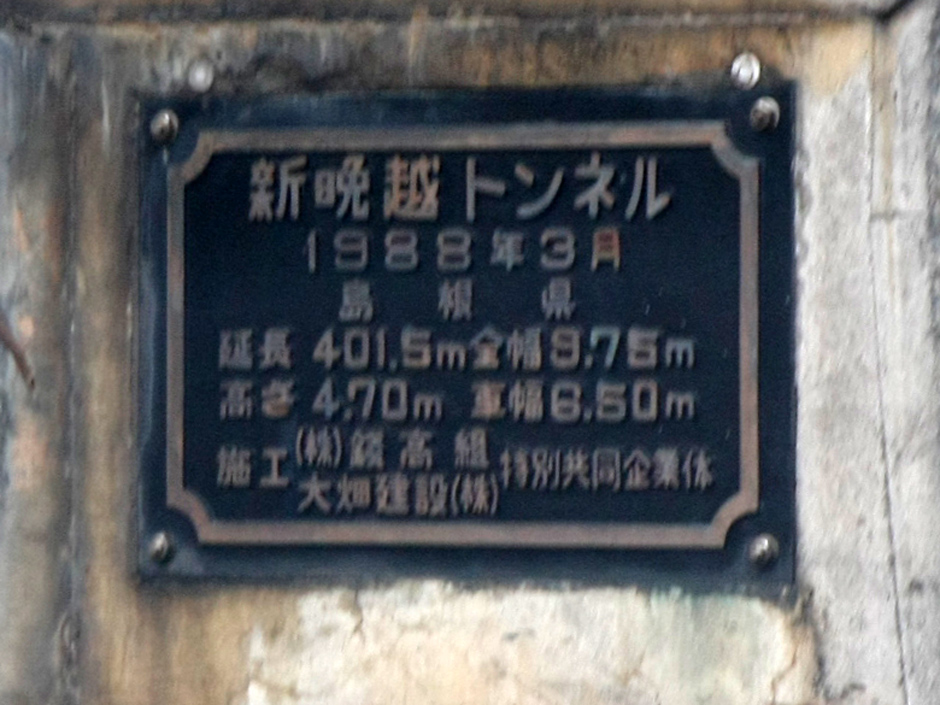 新晩越トンネル
1988年3月
島根県
延長 401.5m 全幅9.75m
高さ 4.70m 車幅6.50m
施工 (株)錢高組 特別共同企業体
大畑建設(株)